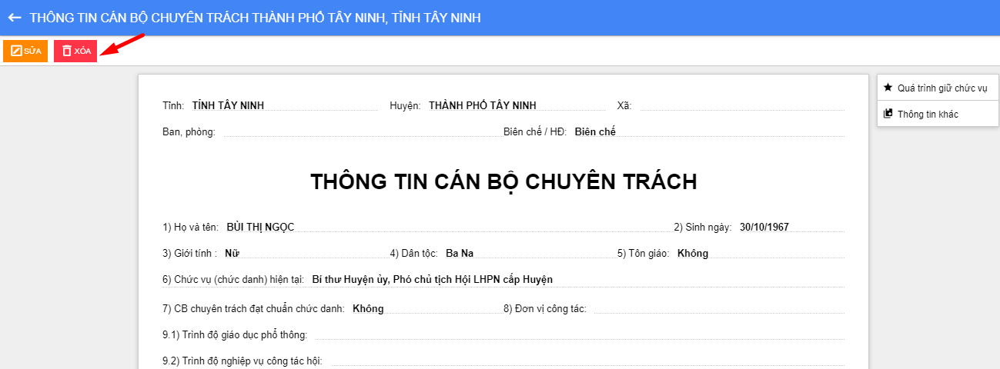 THÔNG TIN CÁN BỘ CHUYÊN TRÁCH THÀNH PHỐ TÂY NINH, TỈNH TÂY NINH
SỬA XÓA
Tỉnh: TỈNH TÂY NINH Huyện: THÀNH PHỐ TÂY NINH Xã:
Ban, phòng: Biên chế / HĐ: Biên chế
THÔNG TIN CÁN BỘ CHUYÊN TRÁCH
1) Họ và tên: BÙI THỊ NGỌC 2) Sinh ngày: 30/10/1967
3) Giới tính : Nữ 4) Dân tộc: Ba Na 5) Tôn giáo: Không
6) Chức vụ (chức danh) hiện tại: Bí thư Huyện ủy, Phó chủ tịch Hội LHPN cấp Huyện
7) CB chuyên trách đạt chuẩn chức danh: Không 8) Đơn vị công tác:
9.1) Trình độ giáo dục phổ thông:
9.2) Trình độ nghiệp vụ công tác hội:
Quá trình giữ chức vụ
Thông tin khác